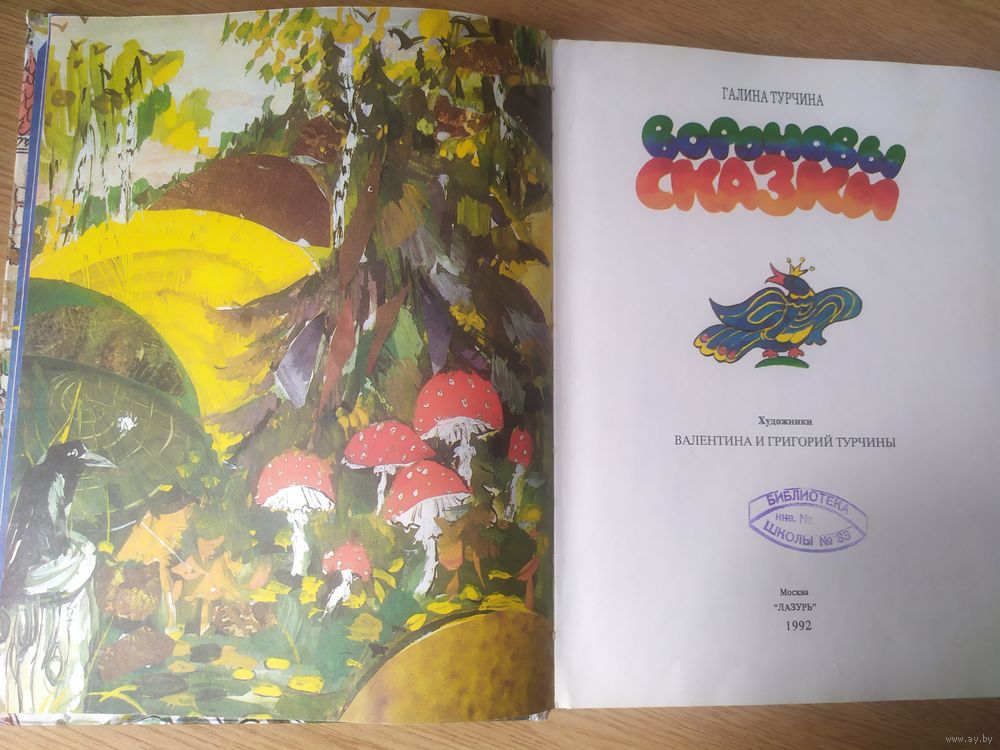 ГАЛИНА ТУРЧИНА
ВОРОНОВЫ
СКАЗКИ
Художники
ВАЛЕНТИНА И ГРИГОРИЙ ТУРЧИНЫ
БИБЛИОТЕКА
инв. №
ШКОЛЫ № 33
Москва
"ЛАЗУРЬ"
1992
www.ay.by